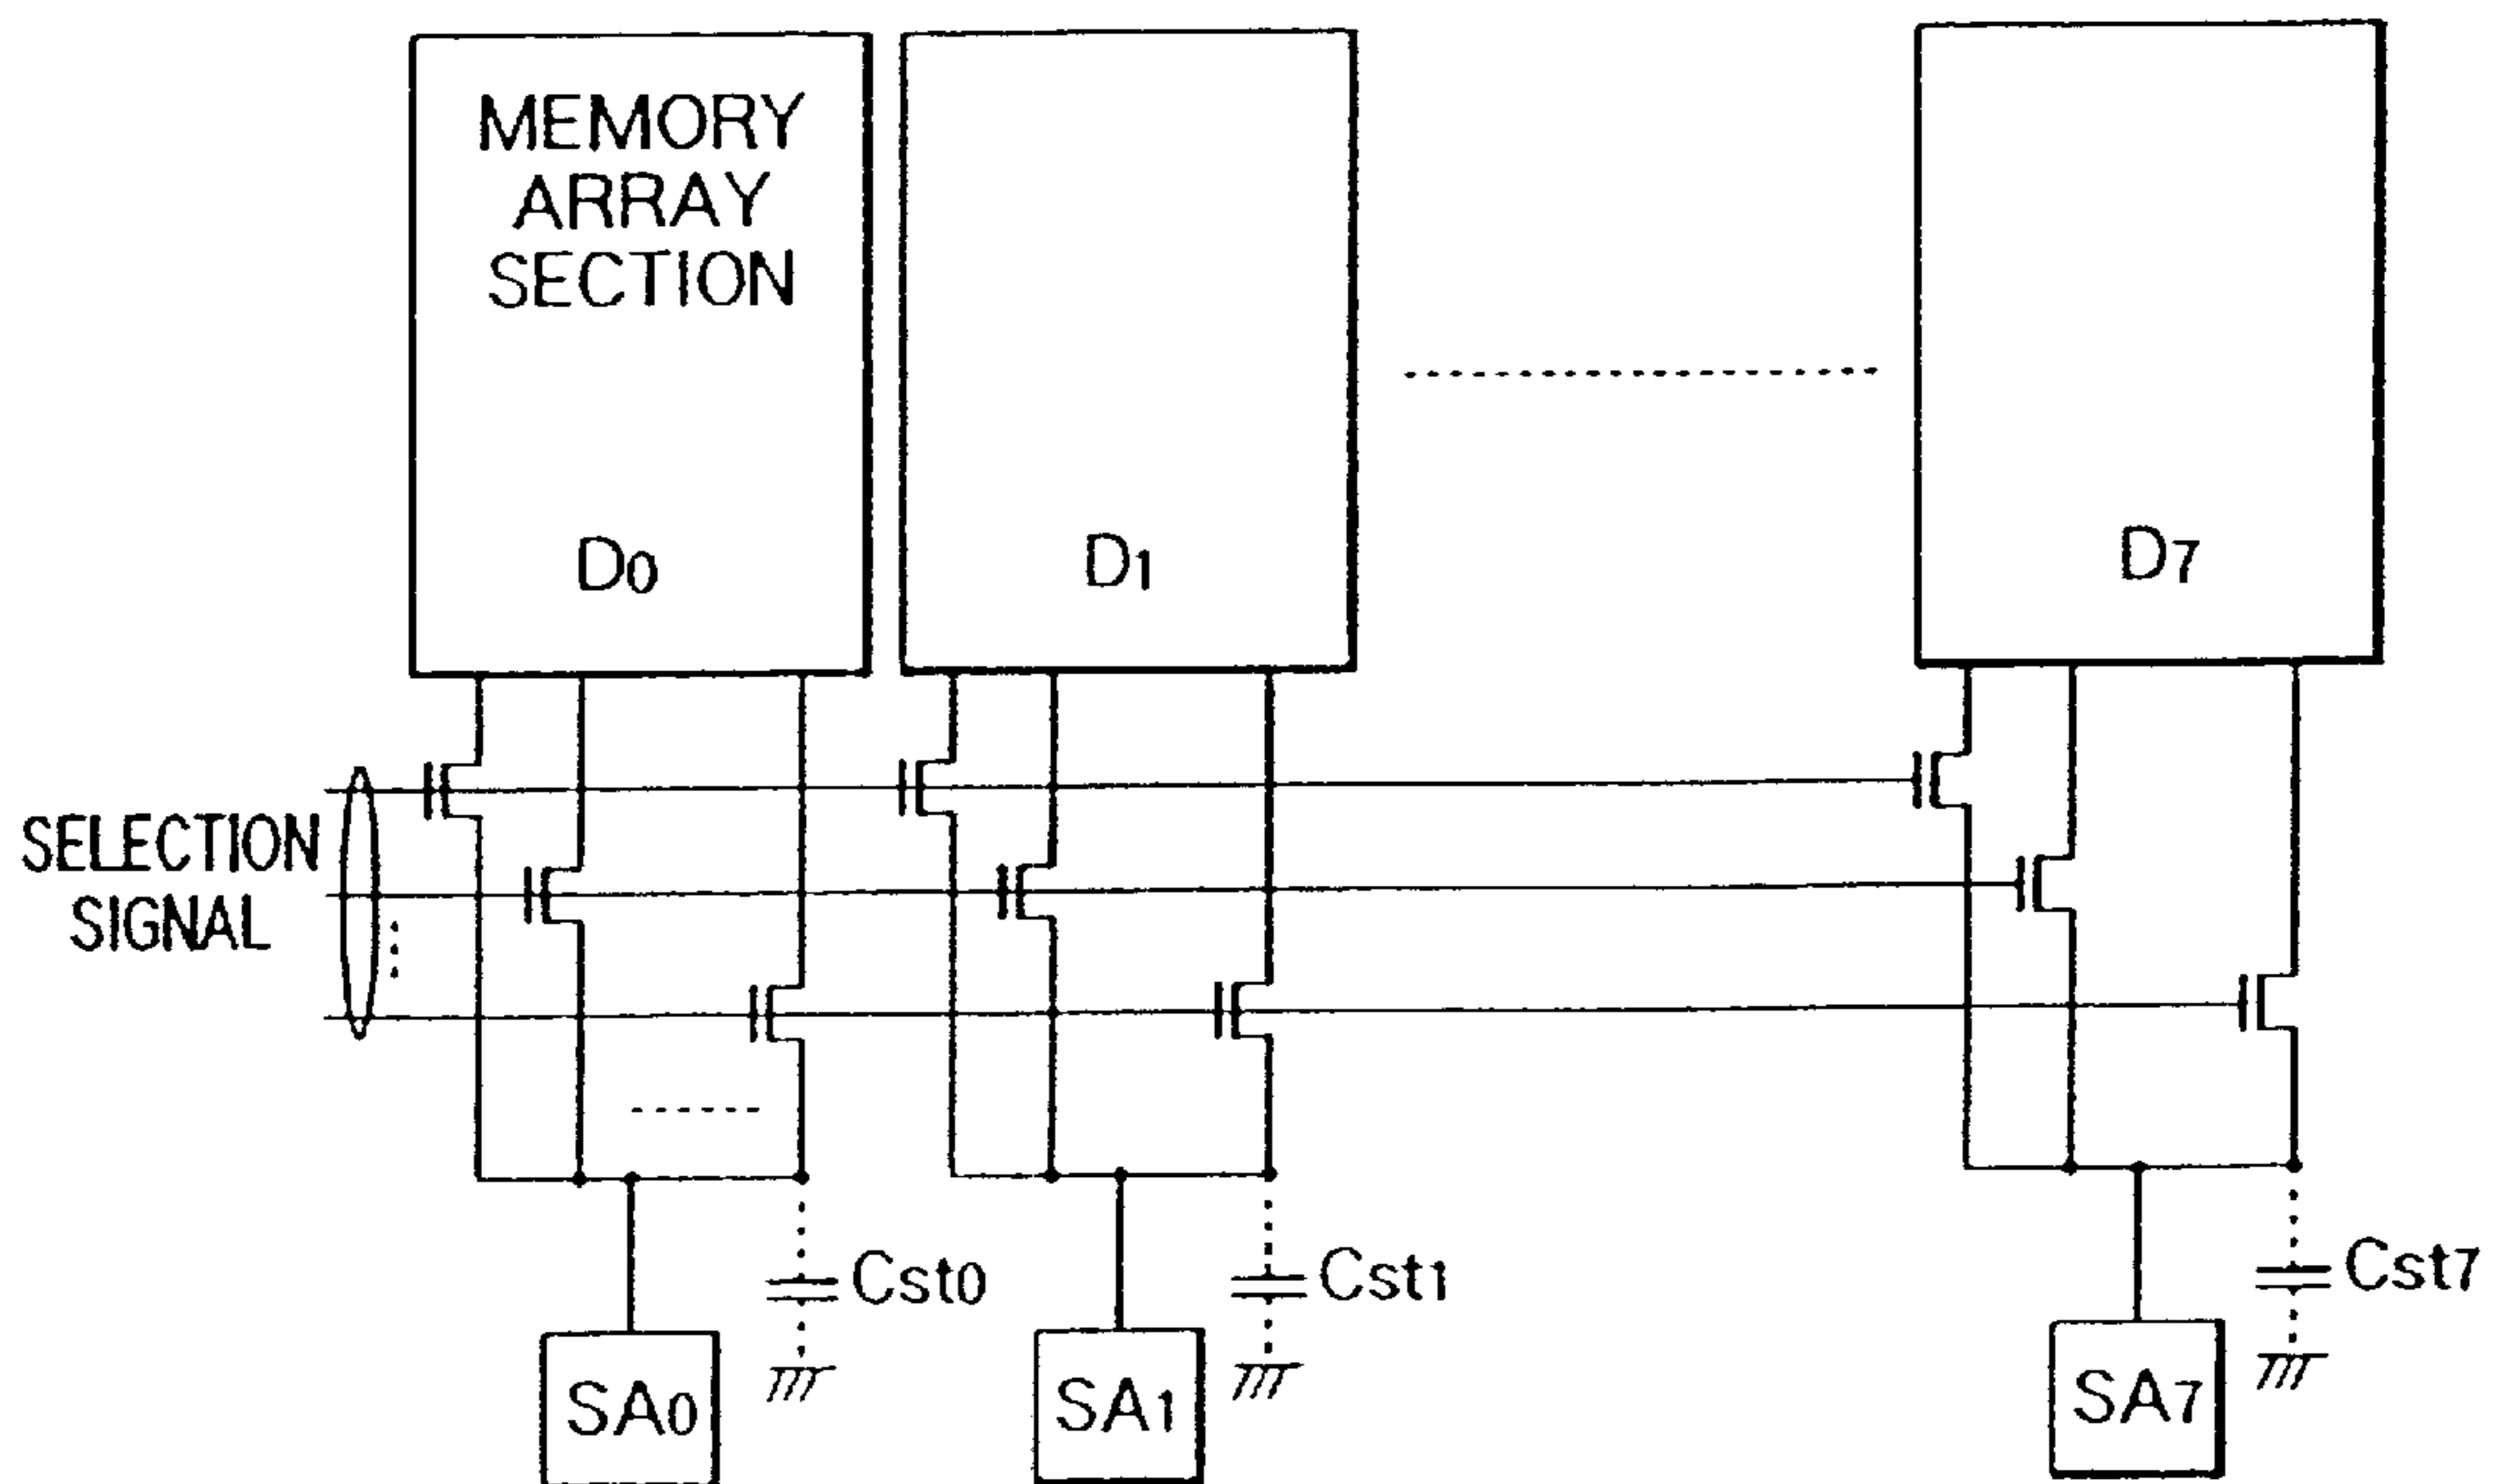 MEMORY
ARRAY
SECTION
D0
D1
D7
SELECTION
SIGNAL
Cst0
Cst1
Cst7
SA0
SA1
SA7